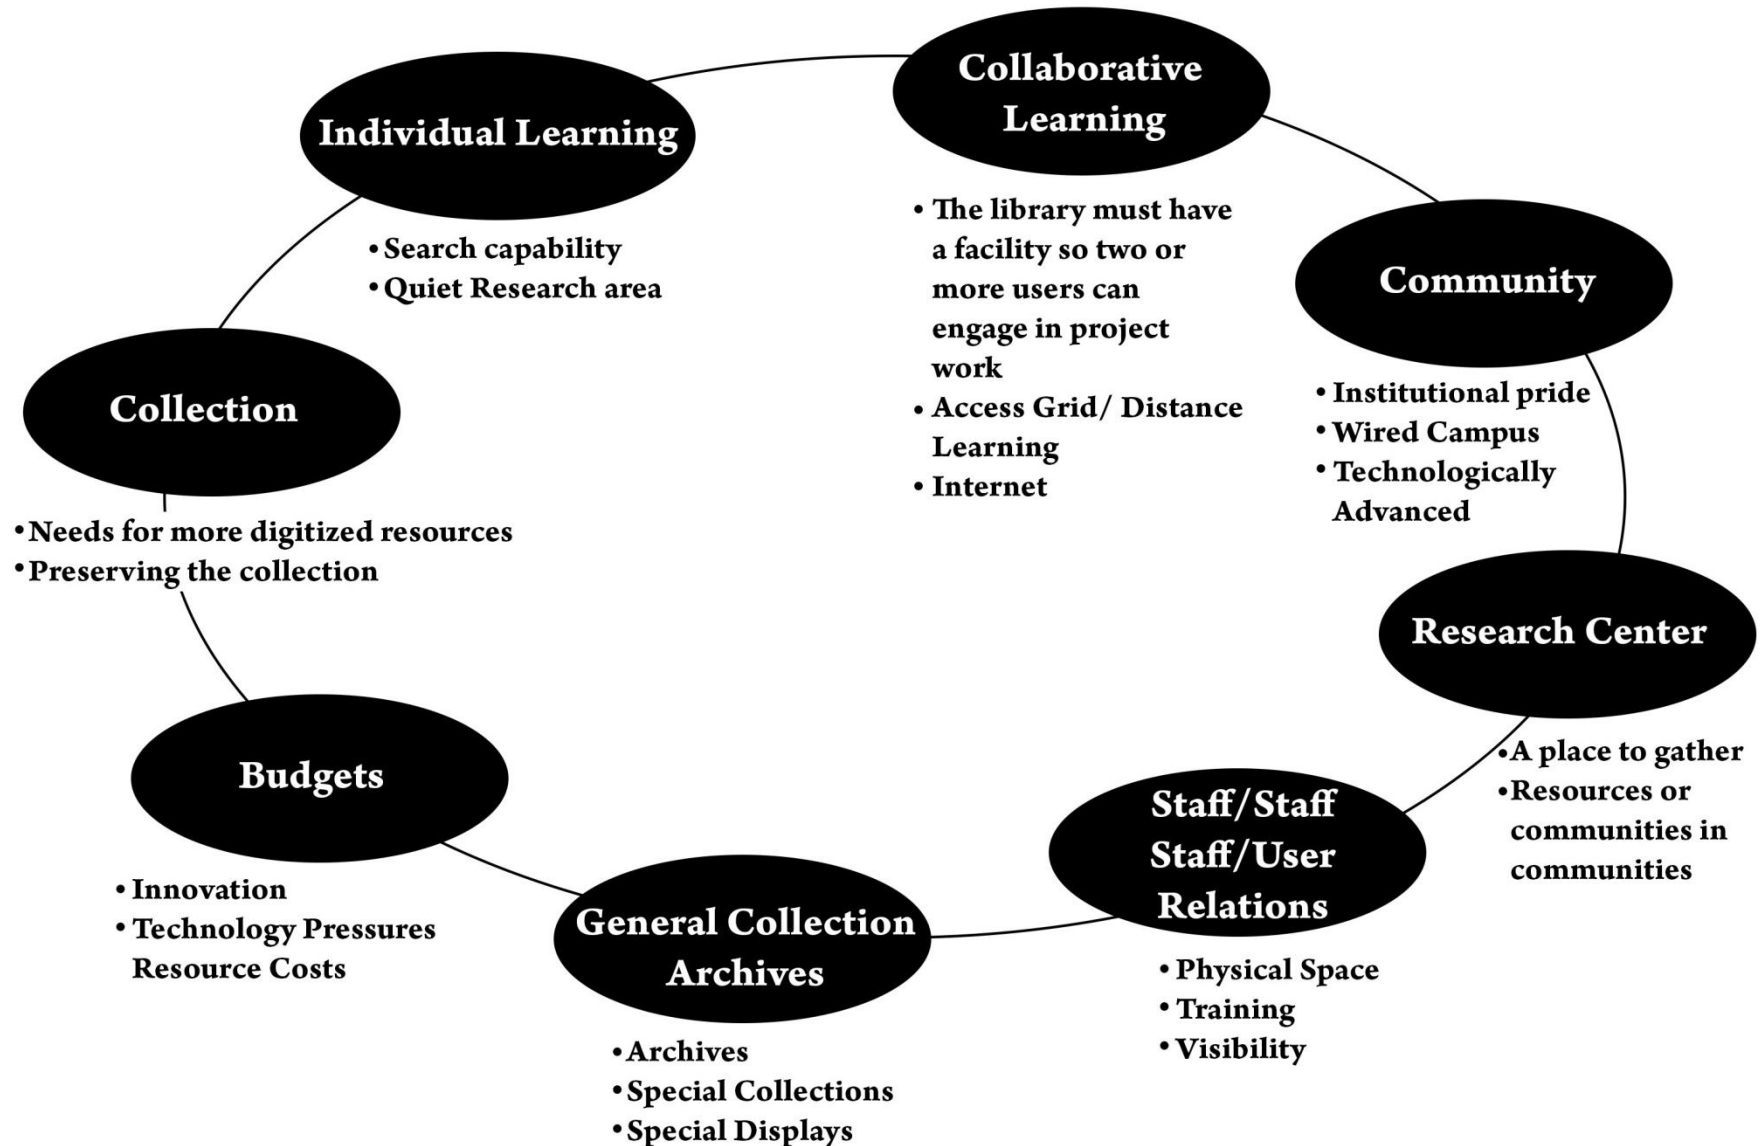 Collaborative
Learning
• The library must have
a facility so two or
more users can
engage in project
work
• Access Grid/ Distance
Learning
• Internet
Individual Learning
• Search capability
• Quiet Research area
Community
• Institutional pride
• Wired Campus
• Technologically
Advanced
Collection
• Needs for more digitized resources
• Preserving the collection
Research Center
• A place to gather
• Resources or
communities in
communities
Budgets
• Innovation
• Technology Pressures
Resource Costs
Staff/Staff
Staff/User
Relations
• Physical Space
• Training
• Visibility
General Collection
Archives
• Archives
• Special Collections
• Special Displays